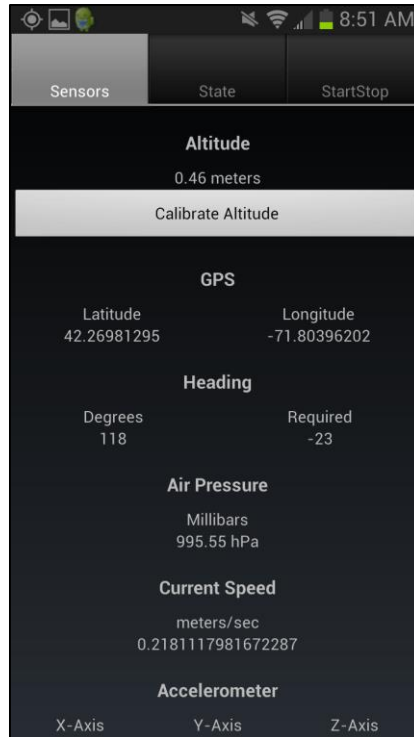 8:51 AM
Sensors State StartStop
Altitude
0.46 meters
Calibrate Altitude
GPS
Latitude Longitude
42.26981295 -71.80396202
Heading
Degrees Required
118 -23
Air Pressure
Millibars
995.55 hPa
Current Speed
meters/sec
0.2181117981672287
Accelerometer
X-Axis Y-Axis Z-Axis